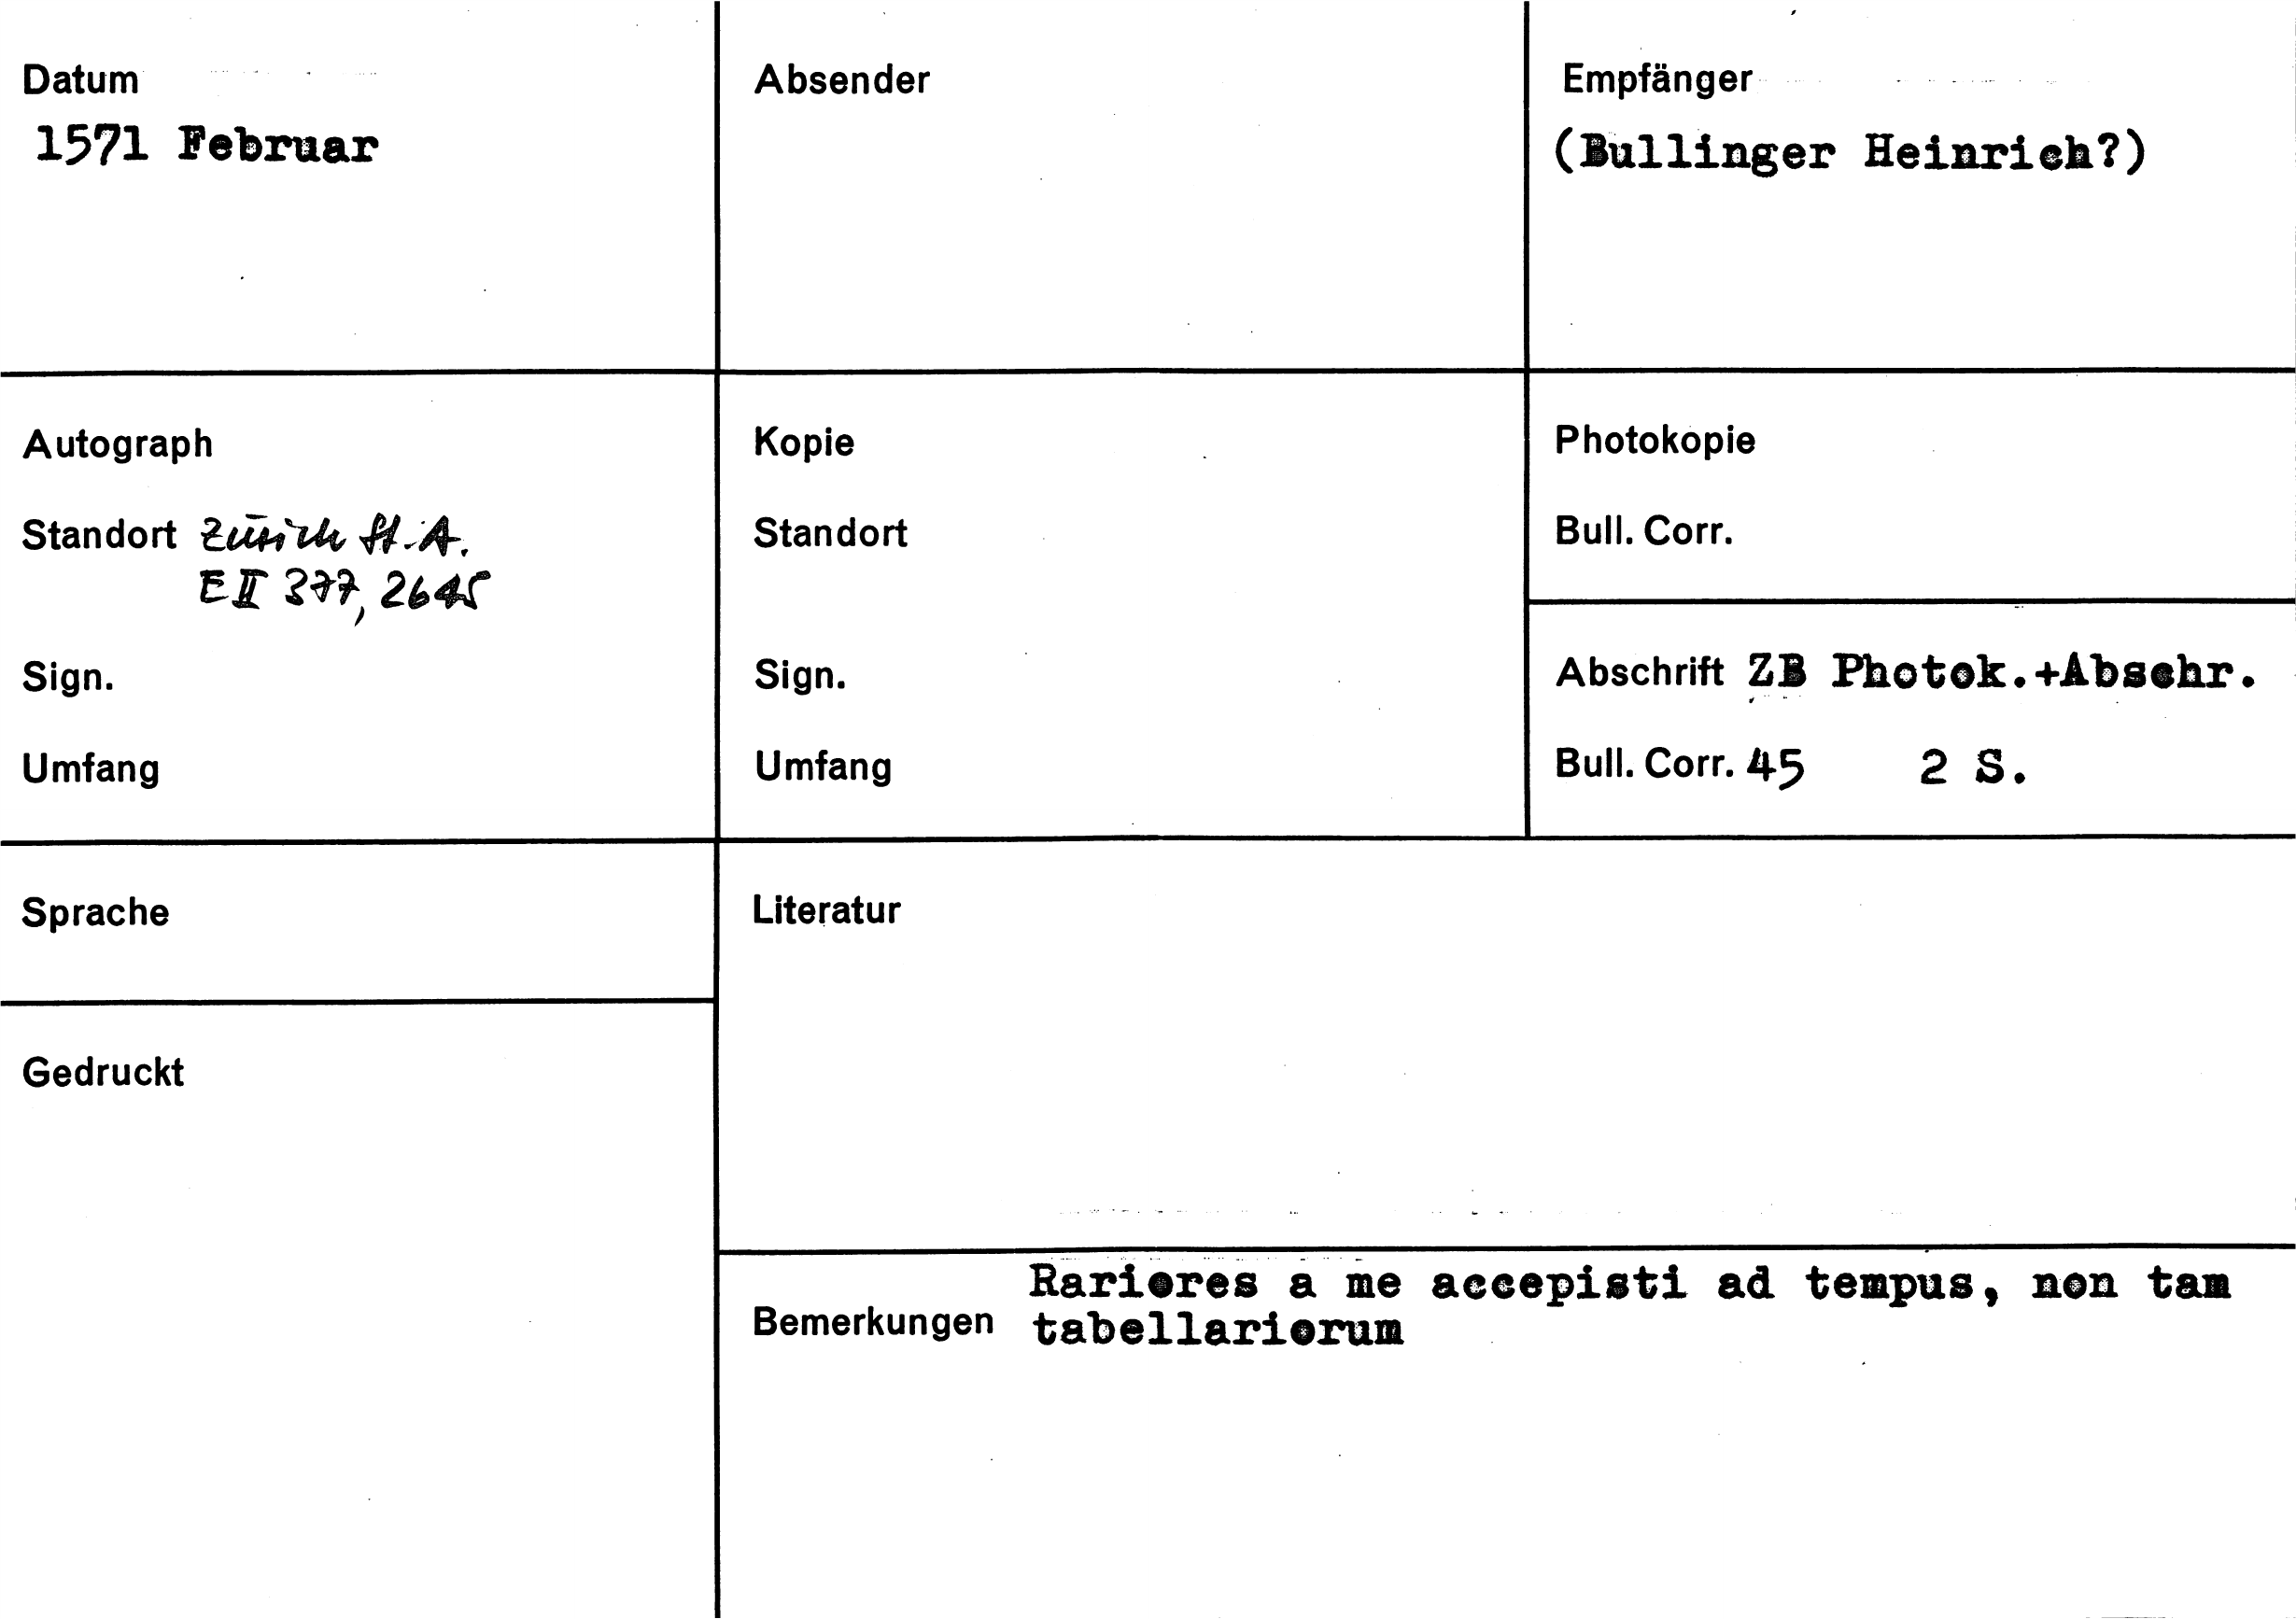 Datum
1571 Februar
Absender
Empfänger
(Bullinger Heinrich?)
Autograph
Standort Zürich St.A.
E II 377, 2645
Sign.
Umfang
Kopie
Standort
Sign.
Umfang
Photokopie
Bull. Corr.
Abschrift ZB Photok.+Abschr.
Bull. Corr. 45 2 S.
Sprache
Gedruckt
Literatur
Bemerkungen
Rariores a me accepisti ad tempus, non tam
tabellariorum